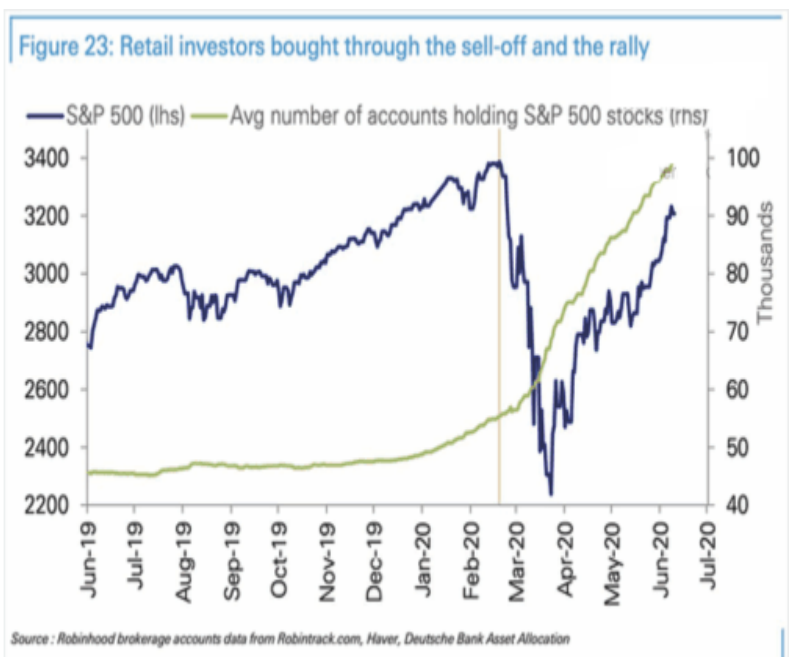 Figure 23: Retail investors bought through the sell-off and the rally
S&P 500 (lhs) Avg number of accounts holding S&P 500 stocks (rhs)
3400 100
3200 90
3000 80
2800 70
2600 60
2400 50
2200 40
Thousands
Jun-19 Jul-19 Aug-19 Sep-19 Oct-19 Nov-19 Dec-19 Jan-20 Feb-20 Mar-20 Apr-20 May-20 Jun-20 Jul-20
Source : Robinhood brokerage accounts data from Robintrack.com, Haver, Deutsche Bank Asset Allocation